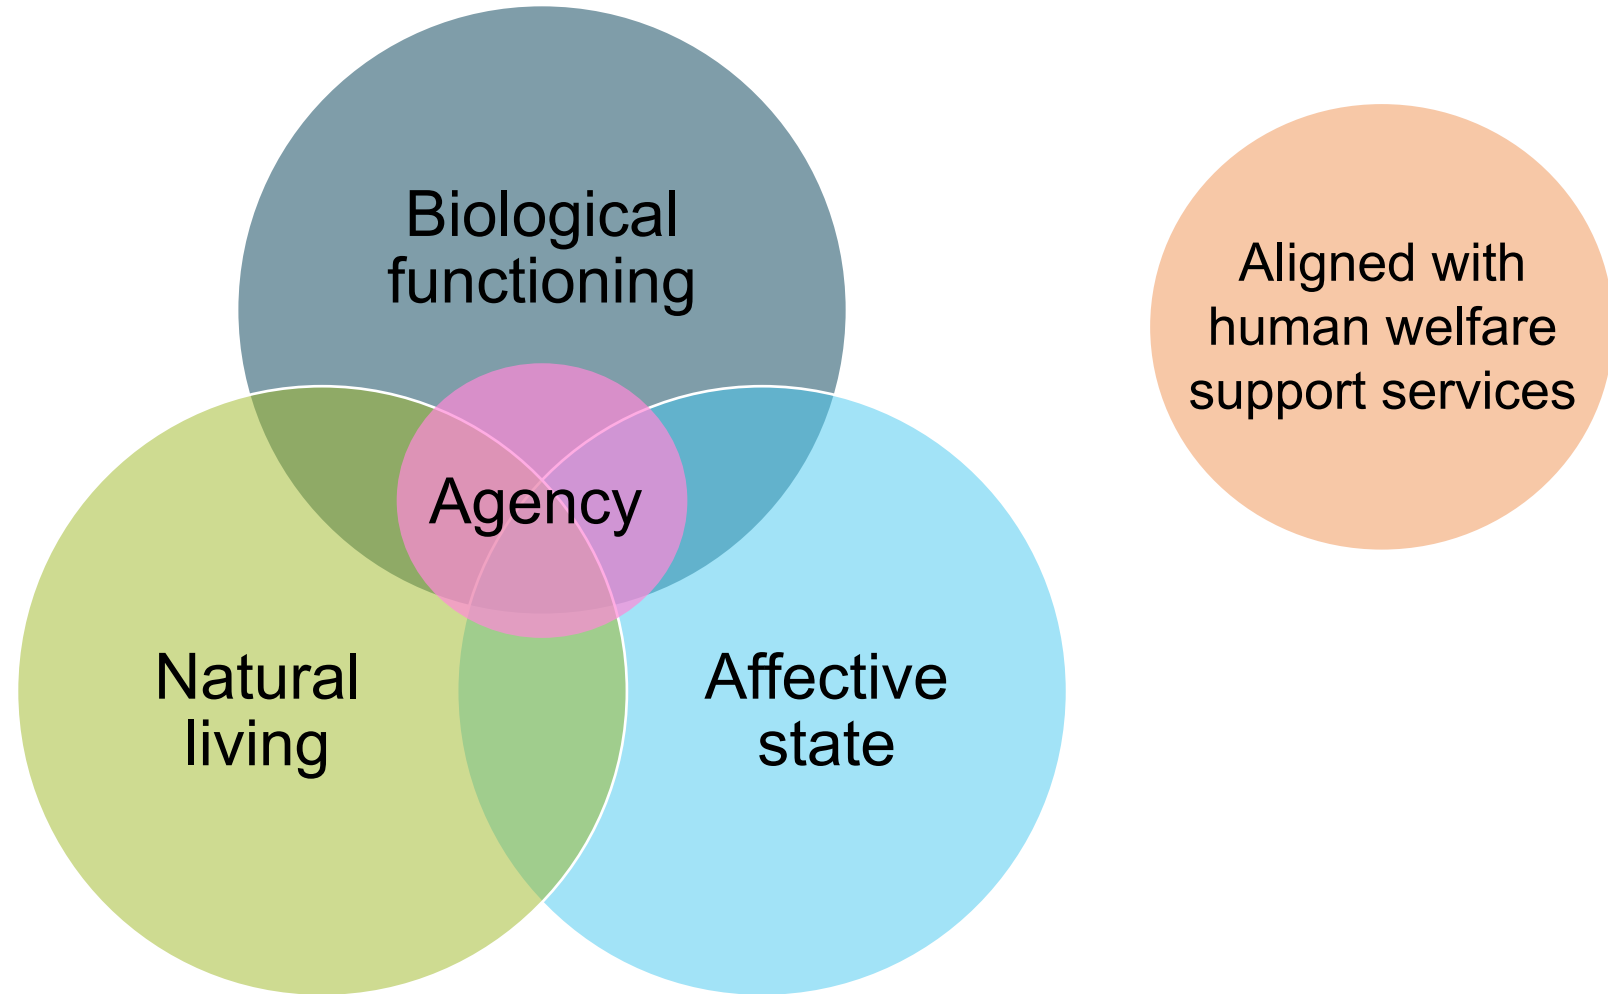 Biological
functioning
Agency
Natural
living
Affective
state
Aligned with
human welfare
support services